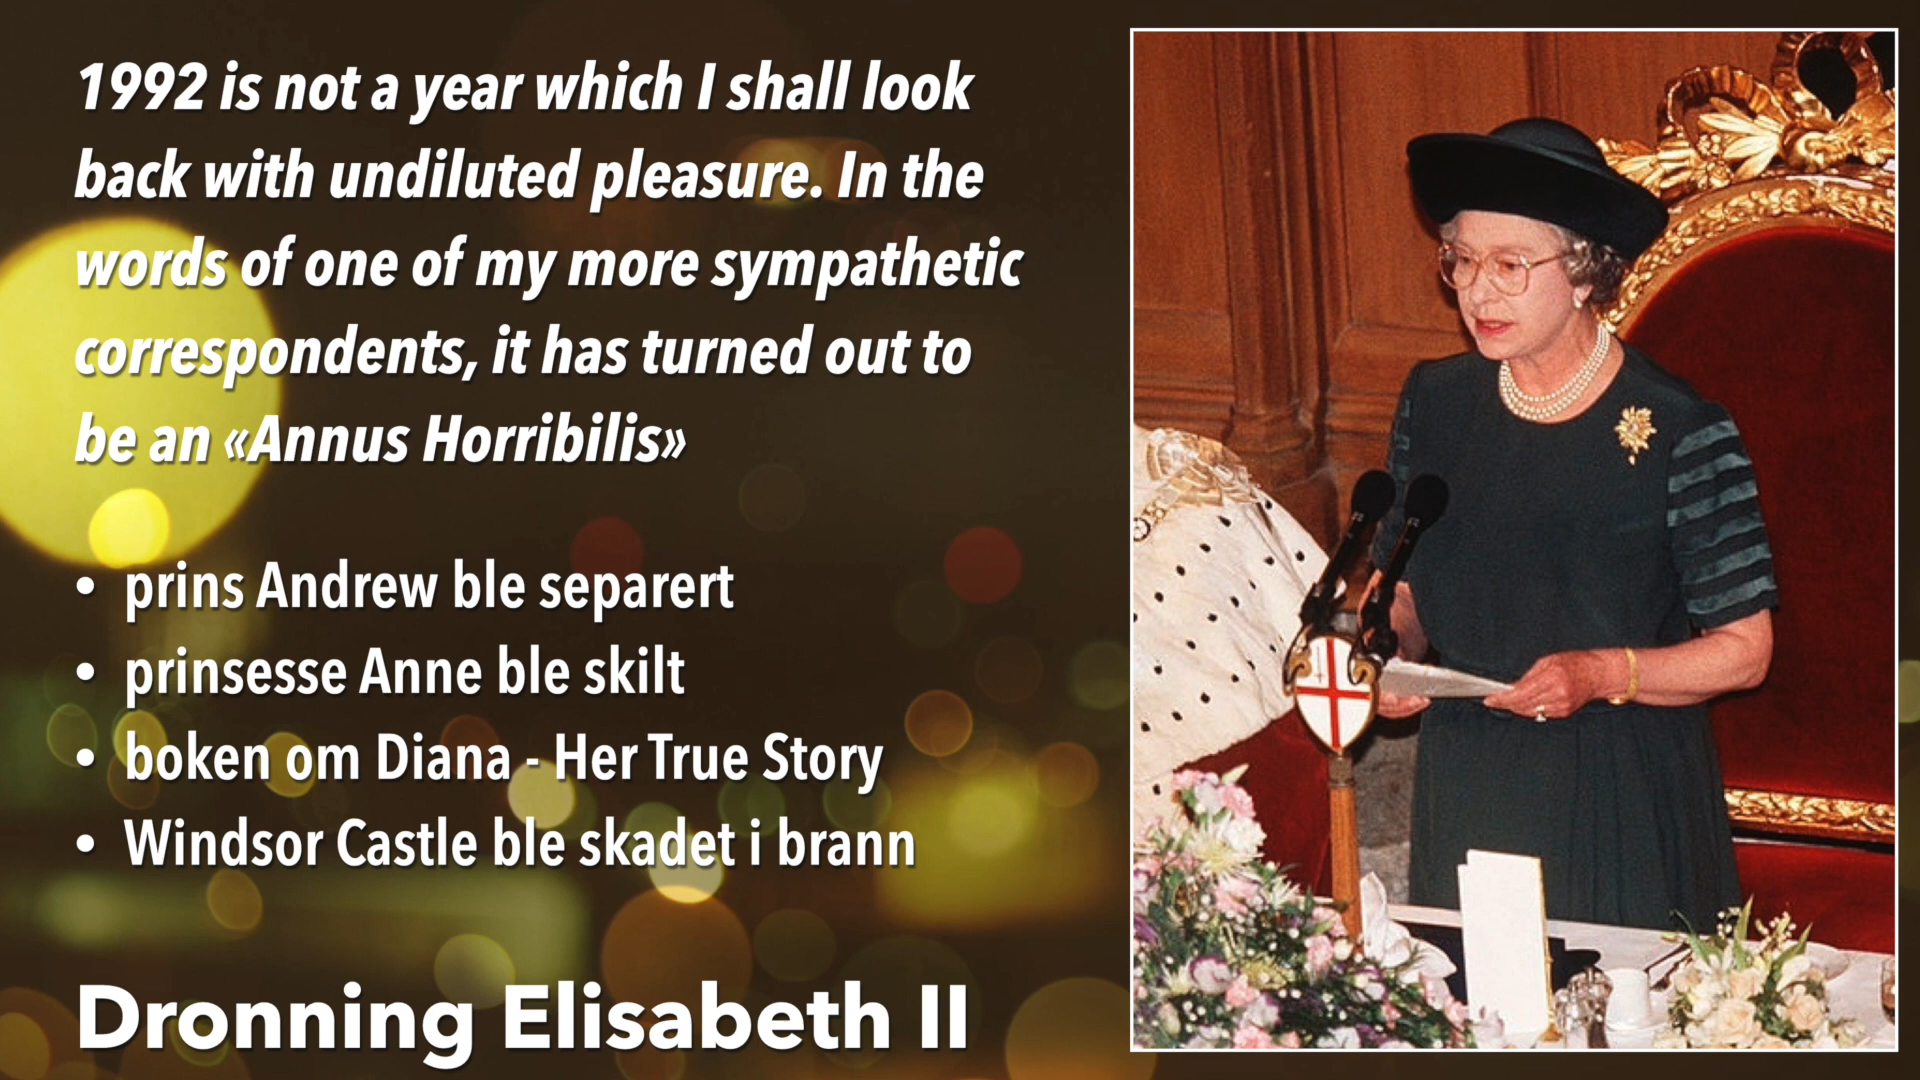 1992 is not a year which I shall look
back with undiluted pleasure. In the
words of one of my more sympathetic
correspondents, it has turned out to
be an «Annus Horribilis»
• prins Andrew ble separert
• prinsesse Anne ble skilt
• boken om Diana - Her True Story
• Windsor Castle ble skadet i brann
Dronning Elisabeth II